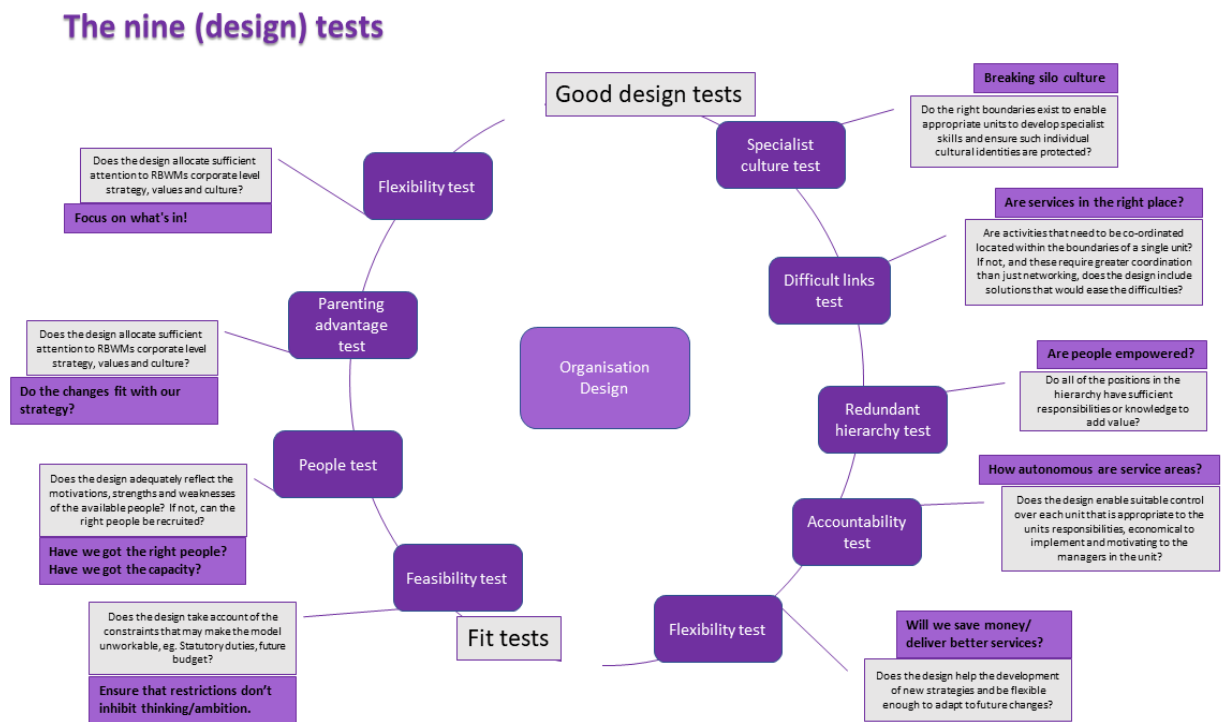 The nine (design) tests
Good design tests
Specialist
culture test
Breaking silo culture
Do the right boundaries exist to enable
appropriate units to develop specialist
skills and ensure such individual
cultural identities are protected?
Difficult links
test
Are services in the right place?
Are activities that need to be co-ordinated
located within the boundaries of a single unit?
If not, and these require greater coordination
than just networking, does the design include
solutions that would ease the difficulties?
Redundant
hierarchy test
Are people empowered?
Do all of the positions in the
hierarchy have sufficient
responsibilities or knowledge to
add value?
Accountability
test
How autonomous are service areas?
Does the design enable suitable control
over each unit that is appropriate to the
units responsibilities, economical to
implement and motivating to the
managers in the unit?
Flexibility test
Will we save money/
deliver better services?
Does the design help the development
of new strategies and be flexible
enough to adapt to future changes?
Organisation
Design
Fit tests
Flexibility test
Does the design allocate sufficient
attention to RBWMs corporate level
strategy, values and culture?
Focus on what's in!
Parenting
advantage
test
Does the design allocate sufficient
attention to RBWMs corporate level
strategy, values and culture?
Do the changes fit with our
strategy?
People test
Does the design adequately reflect the
motivations, strengths and weaknesses
of the available people? If not, can the
right people be recruited?
Have we got the right people?
Have we got the capacity?
Feasibility test
Does the design take account of the
constraints that may make the model
unworkable, eg. Statutory duties, future
budget?
Ensure that restrictions don’t
inhibit thinking/ambition.